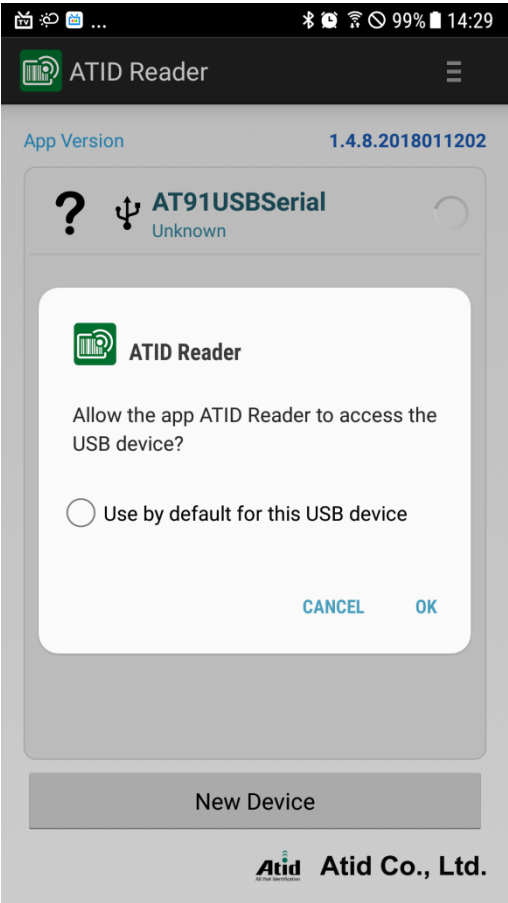 ... 99% 14:29
ATID Reader
App Version 1.4.8.2018011202
? AT91USBSerial
Unknown
ATID Reader
Allow the app ATID Reader to access the
USB device?
Use by default for this USB device
CANCEL OK
New Device
Atid Atid Co., Ltd.